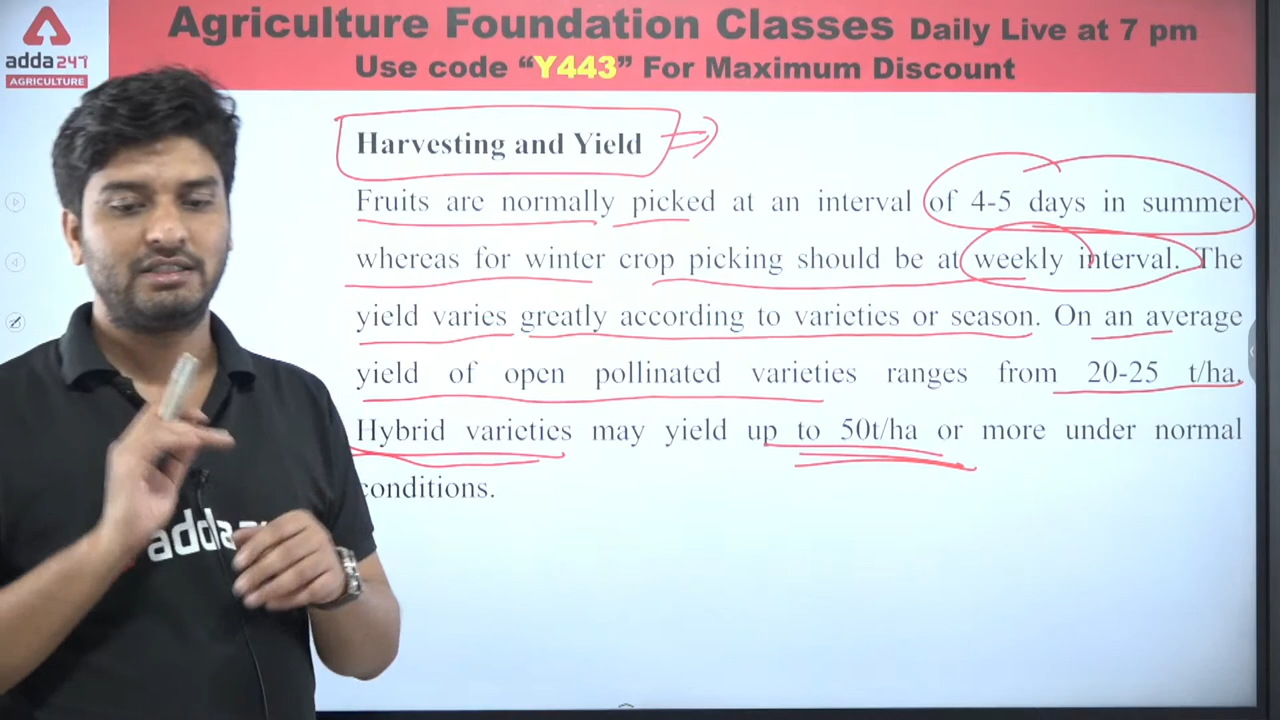 Agriculture Foundation Classes Daily Live at 7 pm
Use code “Y443” For Maximum Discount
adda247
AGRICULTURE
Harvesting and Yield
Fruits are normally picked at an interval of 4-5 days in summer
whereas for winter crop picking should be at weekly interval. The
yield varies greatly according to varieties or season. On an average
yield of open pollinated varieties ranges from 20-25 t/ha.
Hybrid varieties may yield up to 50t/ha or more under normal
conditions.
adda